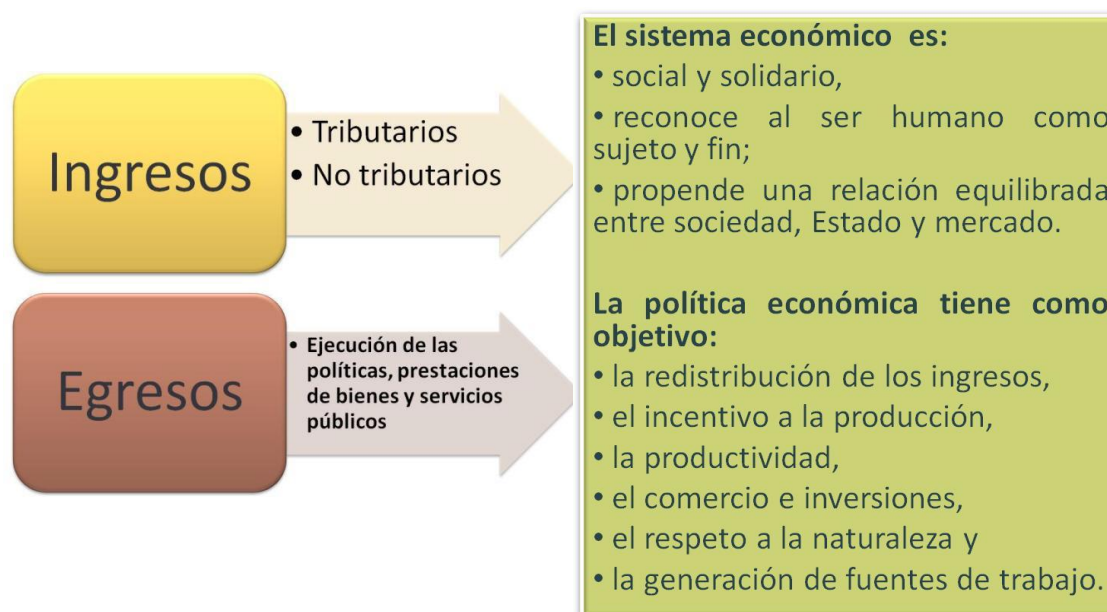 Ingresos
• Tributarios
• No tributarios
Egresos
• Ejecución de las
políticas, prestaciones
de bienes y servicios
públicos
El sistema económico es:
• social y solidario,
• reconoce al ser humano como
sujeto y fin;
• propende una relación equilibrada
entre sociedad, Estado y mercado.
La política económica tiene como
objetivo:
• la redistribución de los ingresos,
• el incentivo a la producción,
• la productividad,
• el comercio e inversiones,
• el respeto a la naturaleza y
• la generación de fuentes de trabajo.